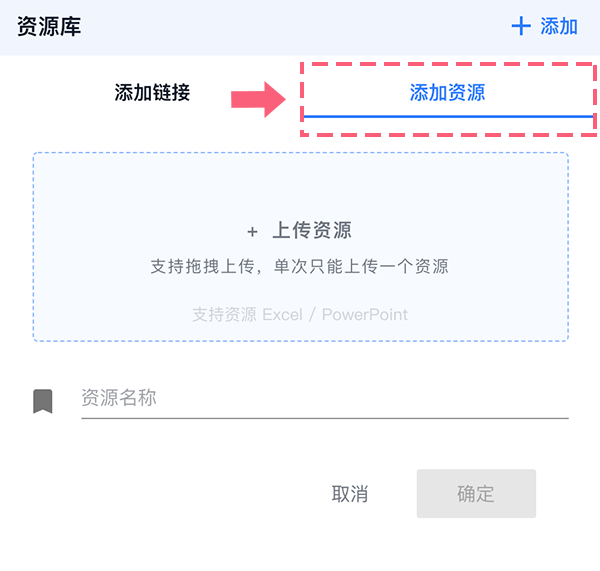 资源库
+ 添加
添加链接
添加资源
+ 上传资源
支持拖拽上传，单次只能上传一个资源
支持资源 Excel / PowerPoint
资源名称
取消
确定